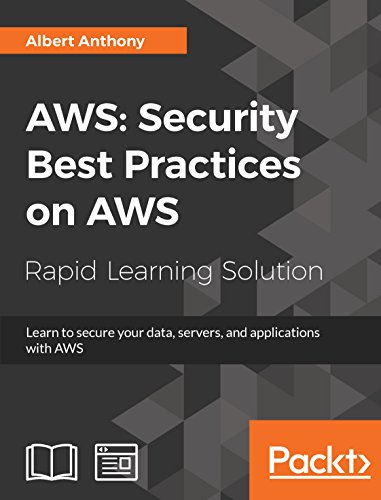 Albert Anthony
AWS: Security
Best Practices
on AWS
Rapid Learning Solution
Learn to secure your data, servers, and applications
with AWS
Packt>